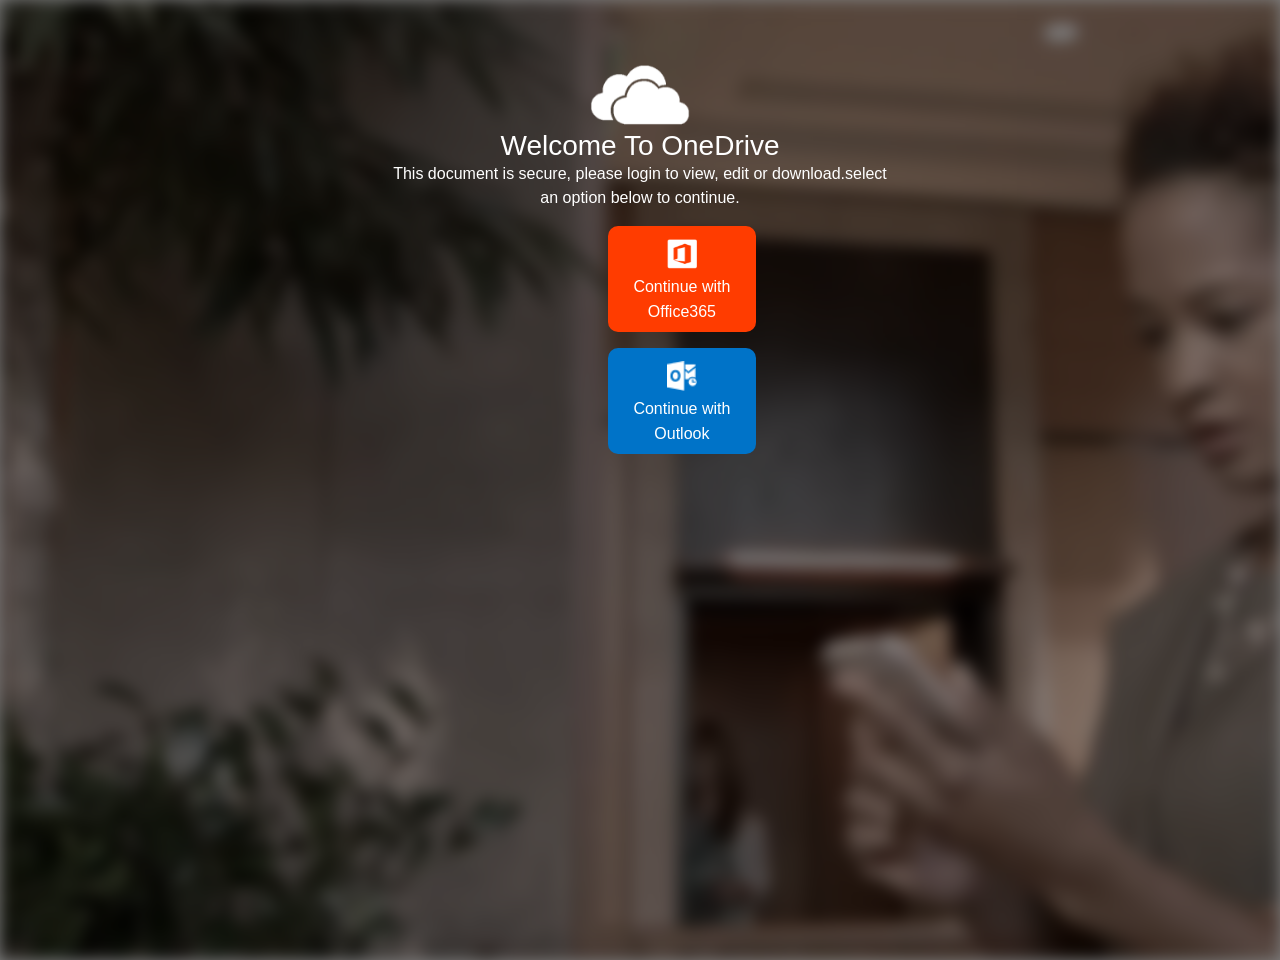 Welcome To OneDrive
This document is secure, please login to view, edit or download.select
an option below to continue.
Continue with
Office365
Continue with
Outlook